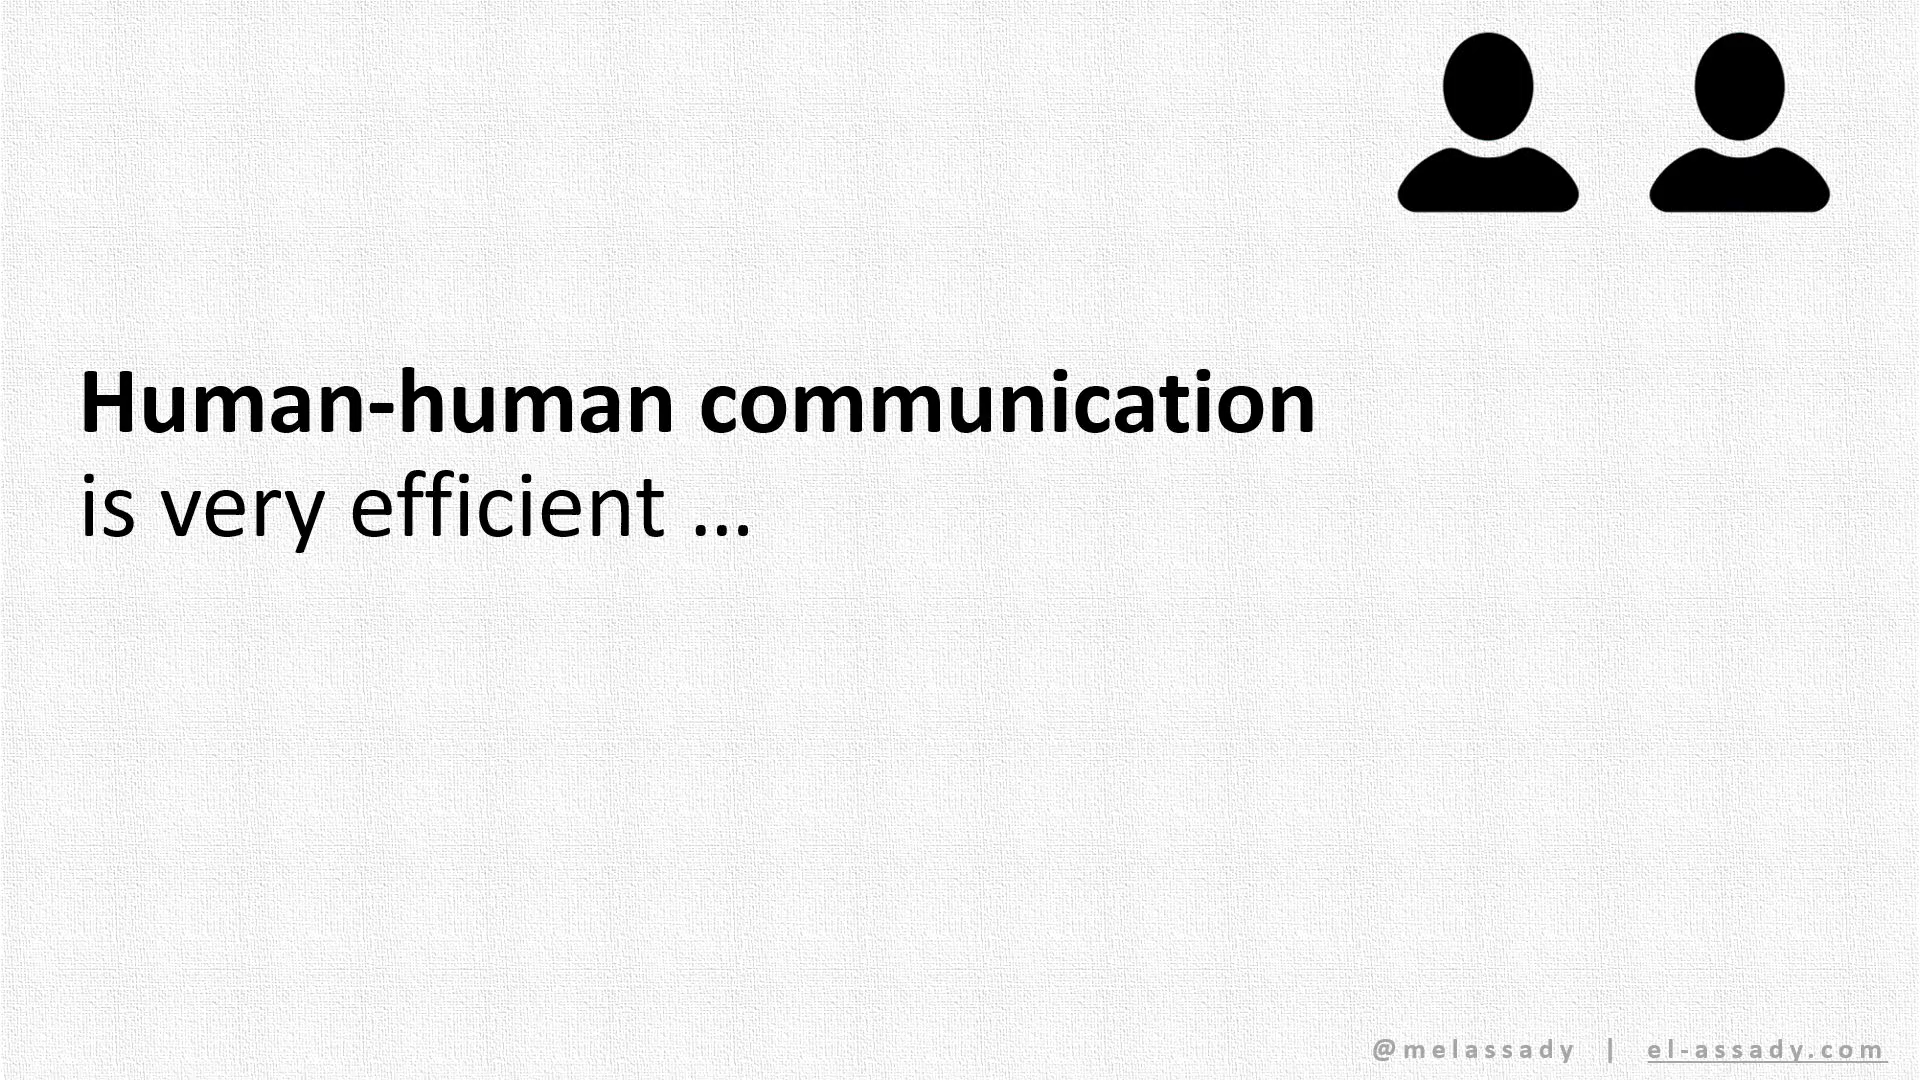 Human-human communication
is very efficient …
@melassady | el-assady.com